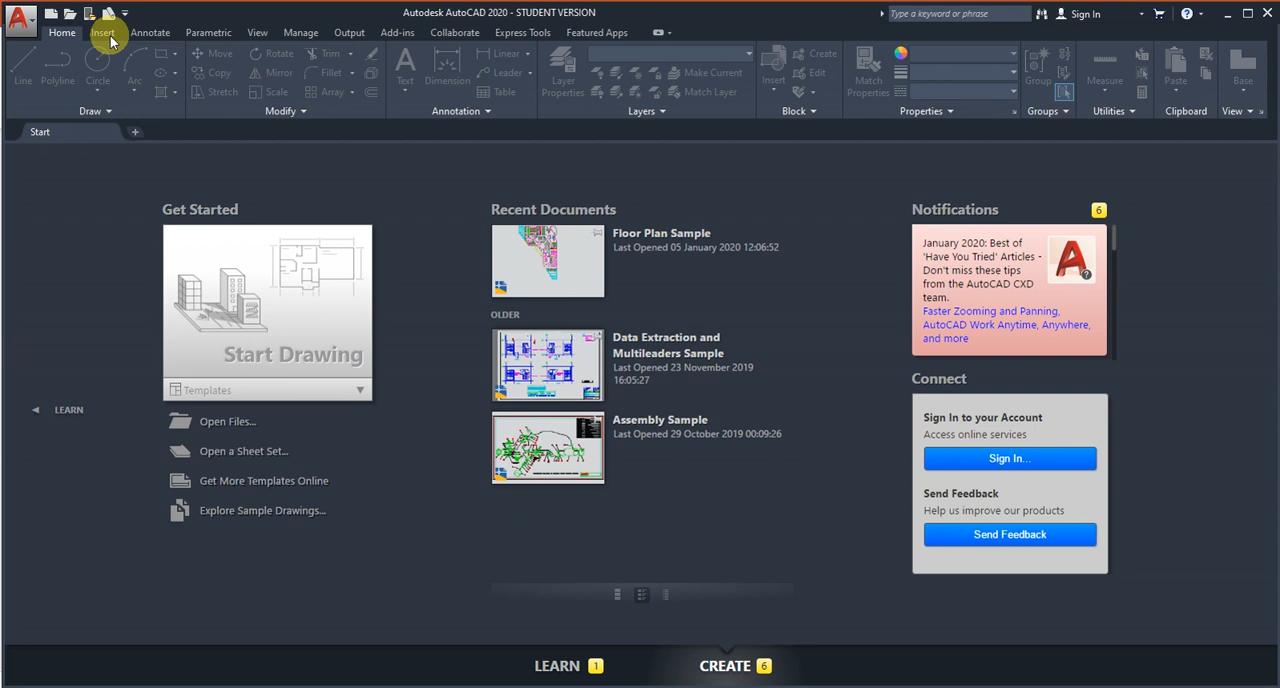 Autodesk AutoCAD 2020 - STUDENT VERSION
Type a keyword or phrase
Sign In
Home Insert Annotate Parametric View Manage Output Add-ins Collaborate Express Tools Featured Apps
Line Polyline Circle Arc
Move Rotate Trim
Copy Mirror Fillet
Stretch Scale Array
Text Dimension
Linear
Leader
Table
Layer
Properties
Make Current
Match Layer
Insert
Create
Edit
Match
Properties
Group
Measure
Paste
Base
Draw Modify Annotation Layers Block Properties Groups Utilities Clipboard View
Start
Get Started
Start Drawing
Templates
Open Files...
Open a Sheet Set...
Get More Templates Online
Explore Sample Drawings...
LEARN
Recent Documents
Floor Plan Sample
Last Opened 05 January 2020 12:06:52
OLDER
Data Extraction and
Multileaders Sample
Last Opened 23 November 2019
16:05:27
Assembly Sample
Last Opened 29 October 2019 00:09:26
Notifications 6
January 2020: Best of
'Have You Tried' Articles -
Don't miss these tips
from the AutoCAD CXD
team.
Faster Zooming and Panning,
AutoCAD Work Anytime, Anywhere,
and more
Connect
Sign In to your Account
Access online services
Sign In...
Send Feedback
Help us improve our products
Send Feedback
LEARN 1 CREATE 6